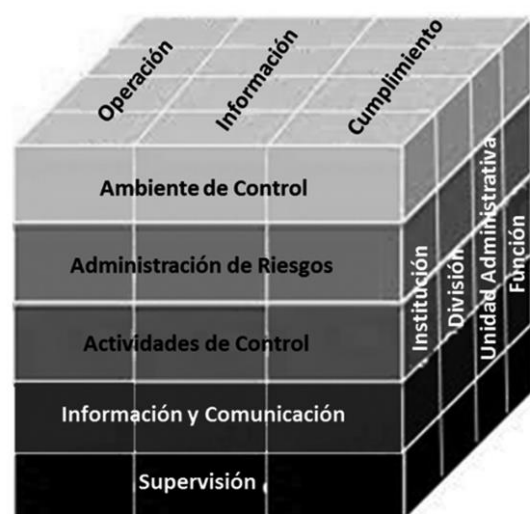 Operación
Información
Cumplimiento
Ambiente de Control
Administración de Riesgos
Actividades de Control
Información y Comunicación
Supervisión
Institución
División
Unidad Administrativa
Función